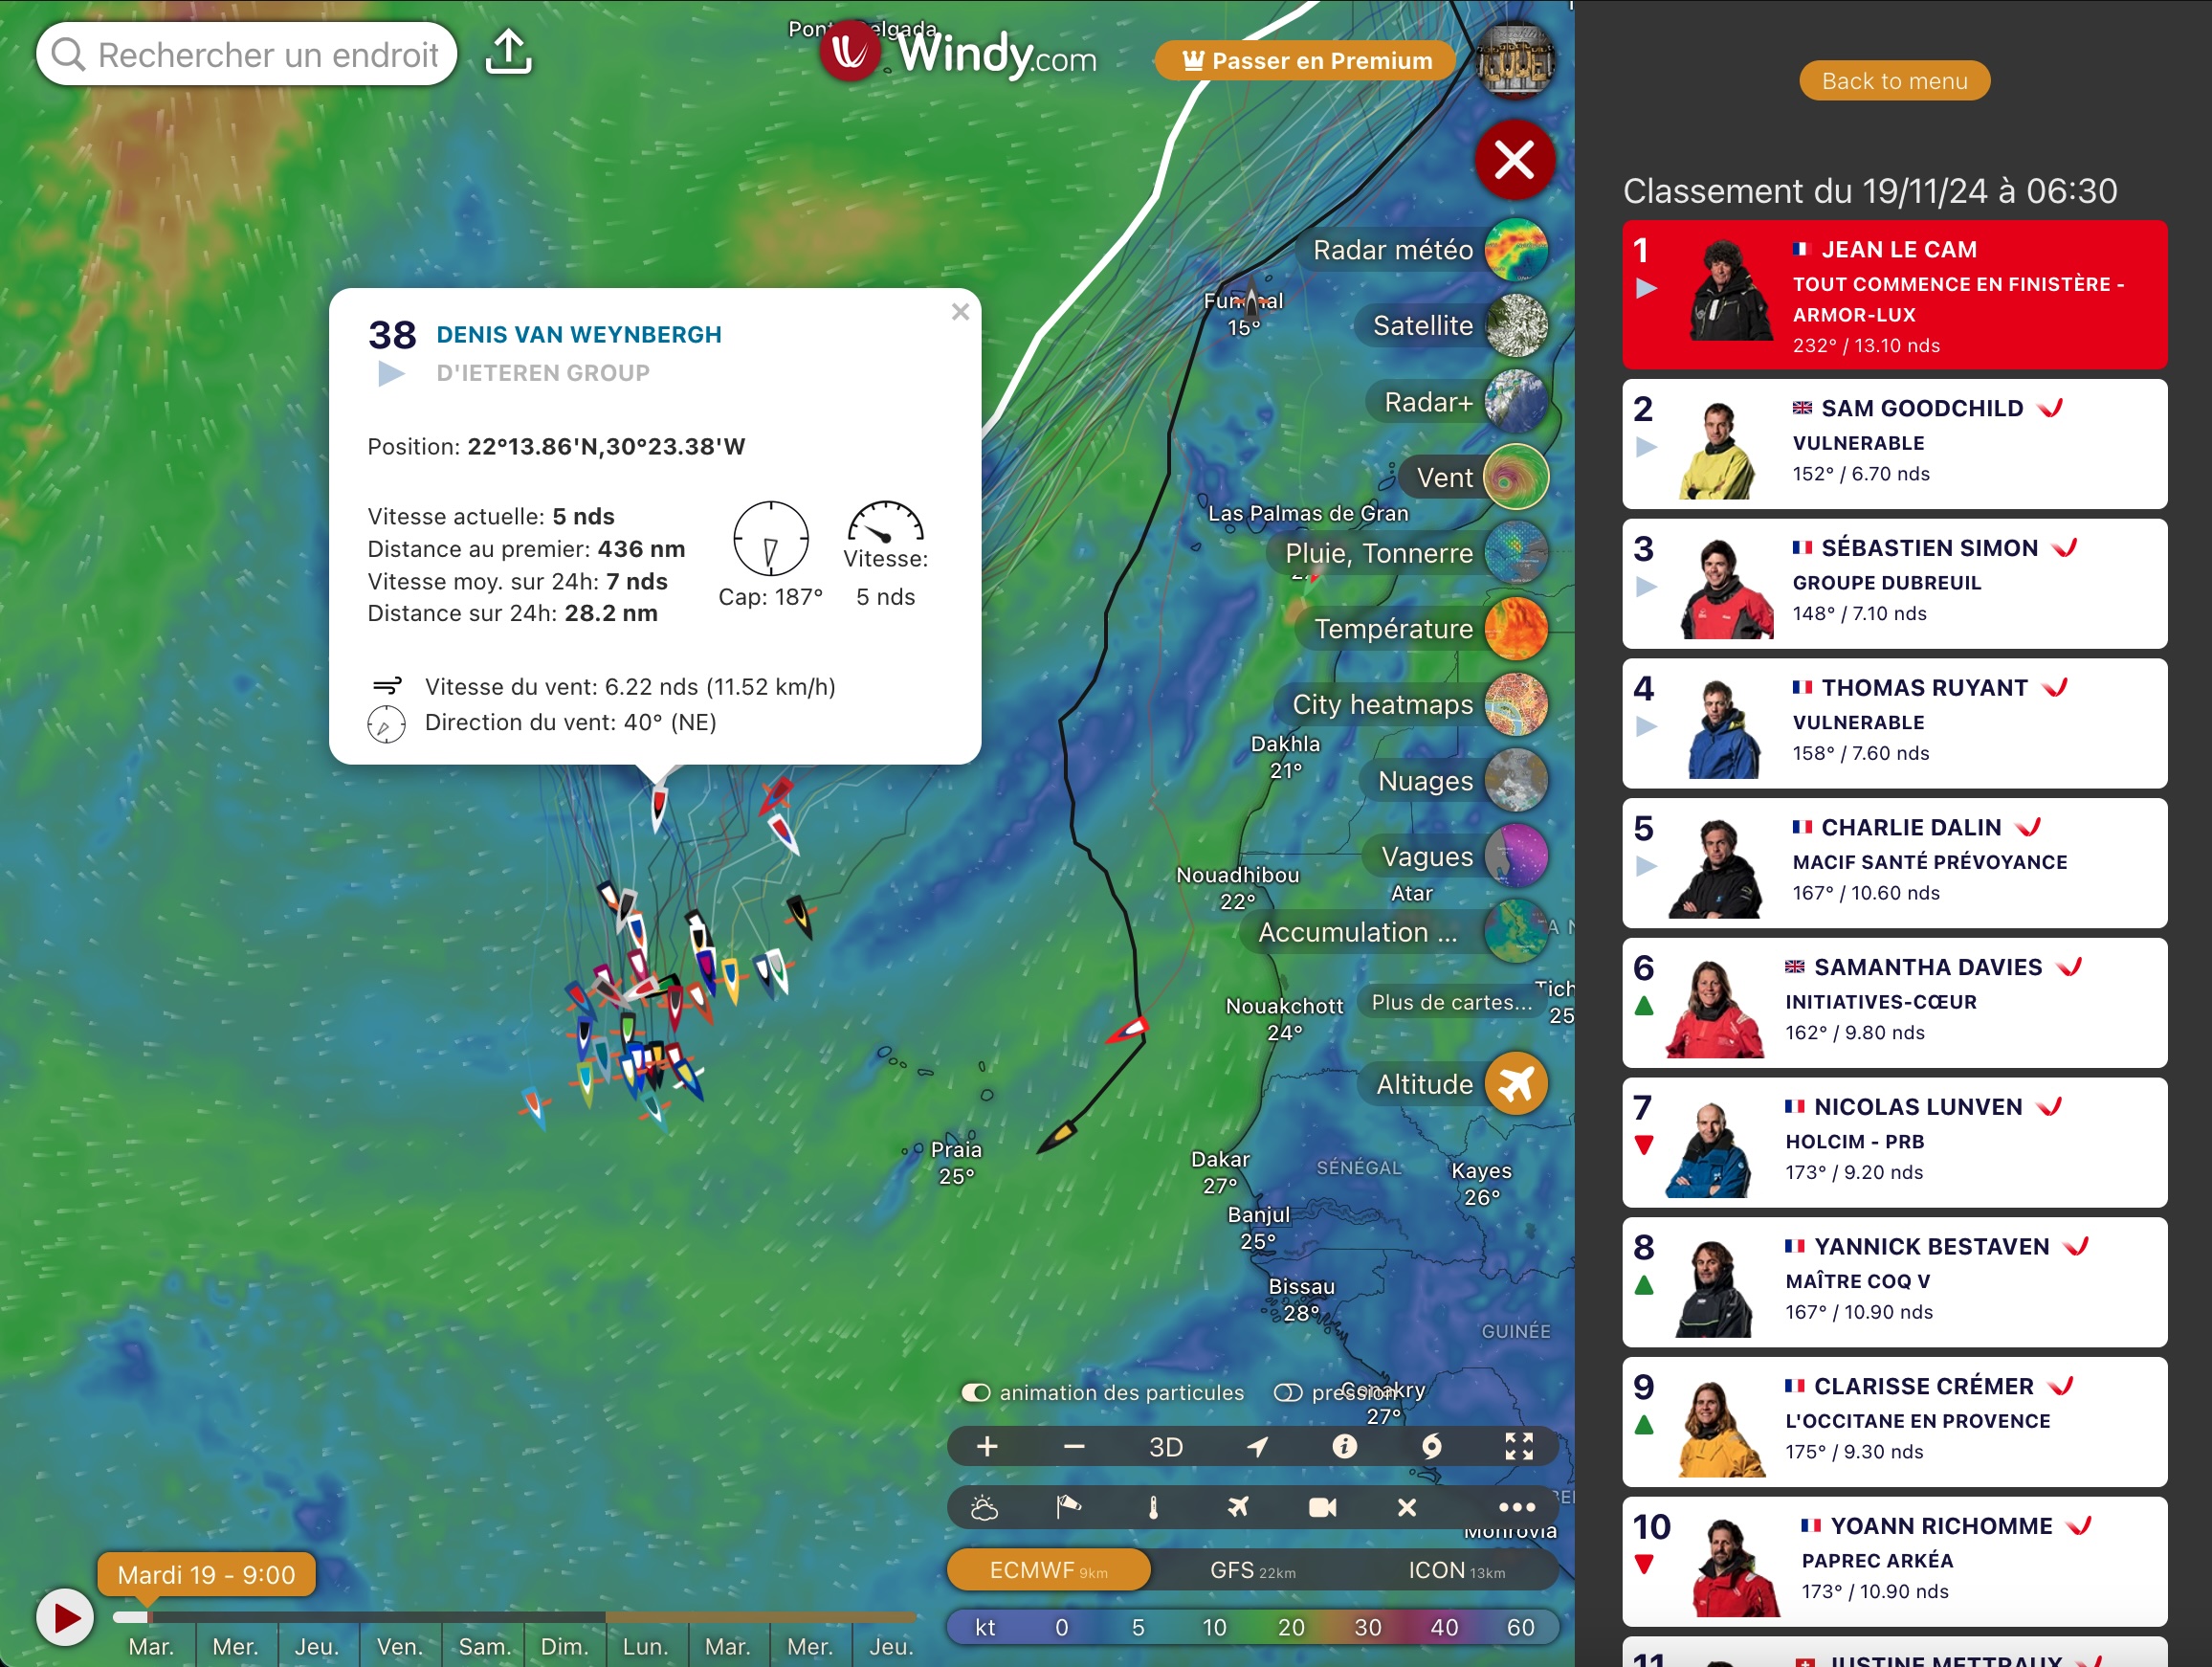 Rechercher un endroit
Windy.com
Passer en Premium
Radar météo
Satellite
Radar+
Vent
Pluie, Tonnerre
Température
City heatmaps
Nuages
Vagues
Accumulation ...
Plus de cartes...
Altitude
38 DENIS VAN WEYNBERGH
D'IETEREN GROUP
Position: 22°13.86'N,30°23.38'W
Vitesse actuelle: 5 nds
Distance au premier: 436 nm
Vitesse moy. sur 24h: 7 nds
Distance sur 24h: 28.2 nm
Cap: 187°
Vitesse:
5 nds
Vitesse du vent: 6.22 nds (11.52 km/h)
Direction du vent: 40° (NE)
15°
Las Palmas de Gran
Dakhla
21°
Nouadhibou
22°
Atar
Nouakchott
24°
25
Praia
25°
Dakar
27°
SÉNÉGAL
Kayes
26°
Banjul
25°
Bissau
28°
GUINÉE
27°
Monrovia
animation des particules
pression
3D
ECMWF 9km
GFS 22km
ICON 13km
kt 0 5 10 20 30 40 60
Mardi 19 - 9:00
Mar. Mer. Jeu. Ven. Sam. Dim. Lun. Mar. Mer. Jeu.
Back to menu
Classement du 19/11/24 à 06:30
1 JEAN LE CAM
TOUT COMMENCE EN FINISTÈRE -
ARMOR-LUX
232° / 13.10 nds
2 SAM GOODCHILD
VULNERABLE
152° / 6.70 nds
3 SÉBASTIEN SIMON
GROUPE DUBREUIL
148° / 7.10 nds
4 THOMAS RUYANT
VULNERABLE
158° / 7.60 nds
5 CHARLIE DALIN
MACIF SANTÉ PRÉVOYANCE
167° / 10.60 nds
6 SAMANTHA DAVIES
INITIATIVES-CŒUR
162° / 9.80 nds
7 NICOLAS LUNVEN
HOLCIM - PRB
173° / 9.20 nds
8 YANNICK BESTAVEN
MAÎTRE COQ V
167° / 10.90 nds
9 CLARISSE CRÉMER
L'OCCITANE EN PROVENCE
175° / 9.30 nds
10 YOANN RICHOMME
PAPREC ARKÉA
173° / 10.90 nds
11 JUSTINE METTRAUX